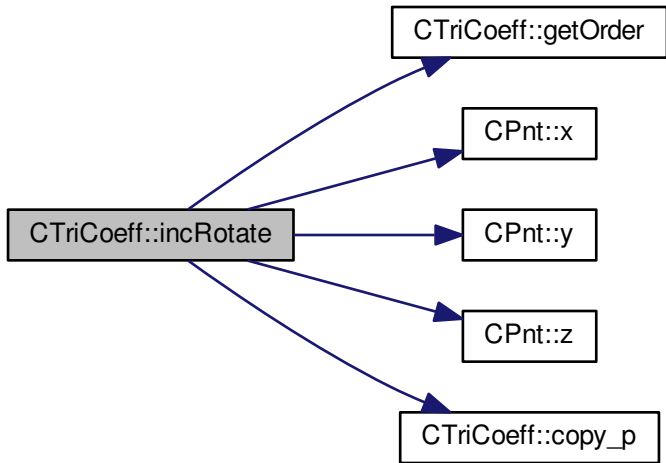 CTriCoeff::getOrder
CPnt::x
CTriCoeff::incRotate
CPnt::y
CPnt::z
CTriCoeff::copy_p